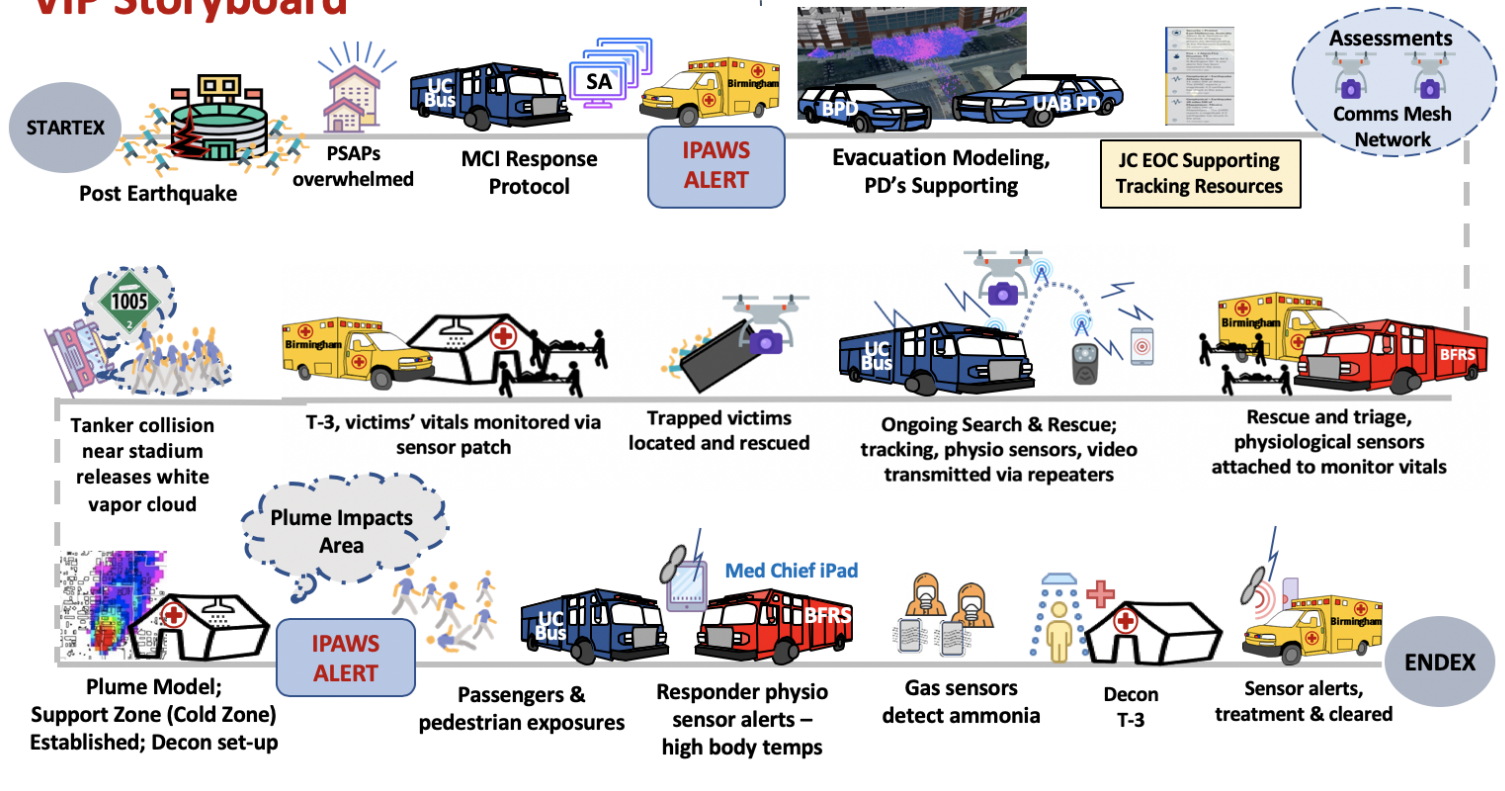 VIP Storyboard
STARTEX
Post Earthquake
PSAPs
overwhelmed
UC
Bus
SA
MCI Response
Protocol
Birmingham
IPAWS
ALERT
BPD
UAB PD
Evacuation Modeling,
PD's Supporting
JC EOC Supporting
Tracking Resources
Assessments
Comms Mesh
Network
1005
2
Tanker collision
near stadium
releases white
vapor cloud
Birmingham
T-3, victims' vitals monitored via
sensor patch
Trapped victims
located and rescued
UC
Bus
Ongoing Search & Rescue;
tracking, physio sensors, video
transmitted via repeaters
Birmingham
BFRS
Rescue and triage,
physiological sensors
attached to monitor vitals
Plume Model;
Support Zone (Cold Zone)
Established; Decon set-up
Plume Impacts
Area
IPAWS
ALERT
Passengers &
pedestrian exposures
UC
Bus
Med Chief iPad
BFRS
Responder physio
sensor alerts –
high body temps
Gas sensors
detect ammonia
Decon
T-3
Birmingham
Sensor alerts,
treatment & cleared
ENDEX